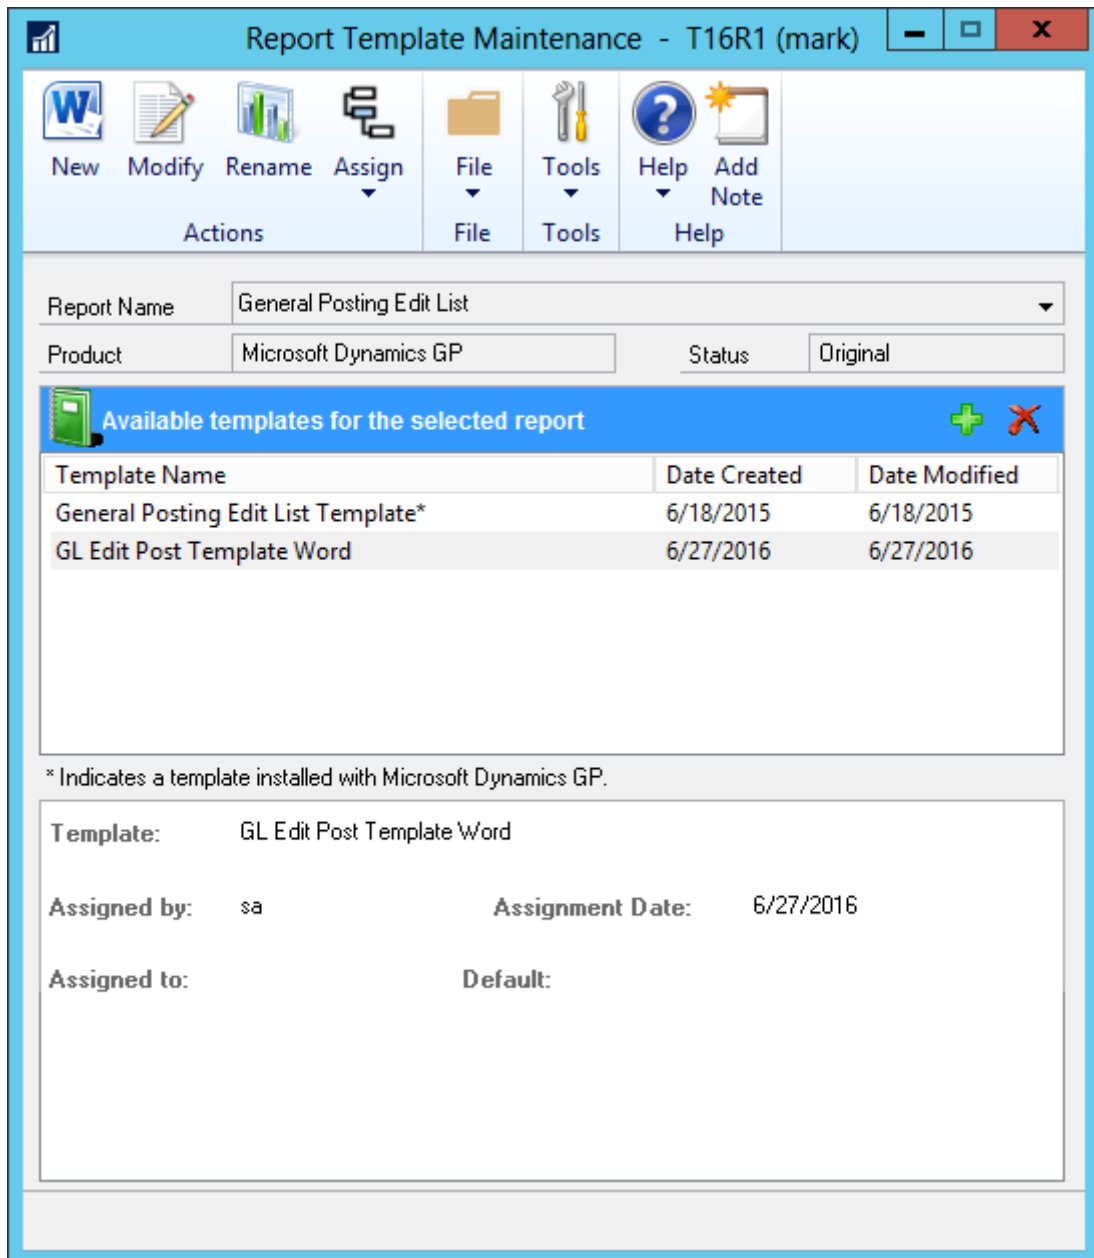 Report Template Maintenance - T16R1 (mark)
New Modify Rename Assign File Tools Help Add Note
Actions File Tools Help
Report Name General Posting Edit List
Product Microsoft Dynamics GP Status Original
Available templates for the selected report
Template Name Date Created Date Modified
General Posting Edit List Template* 6/18/2015 6/18/2015
GL Edit Post Template Word 6/27/2016 6/27/2016
* Indicates a template installed with Microsoft Dynamics GP.
Template: GL Edit Post Template Word
Assigned by: sa Assignment Date: 6/27/2016
Assigned to: Default: